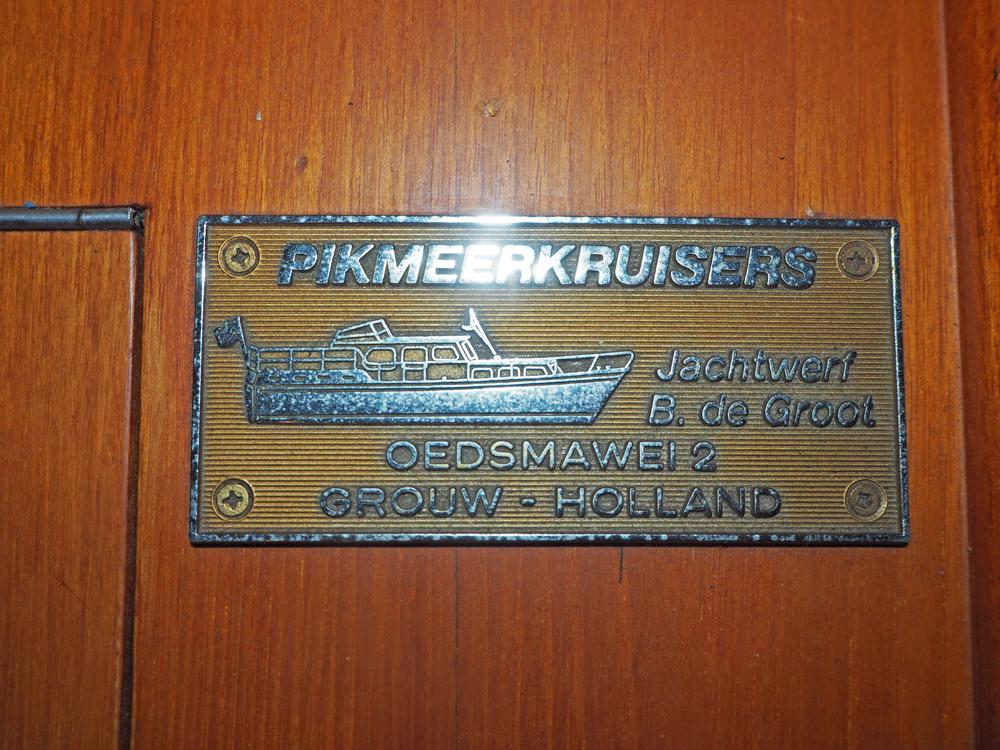 PIKMEERKRUISERS
Jachtwerf
B. de Groot
OEDSMAWEI 2
GROUW - HOLLAND